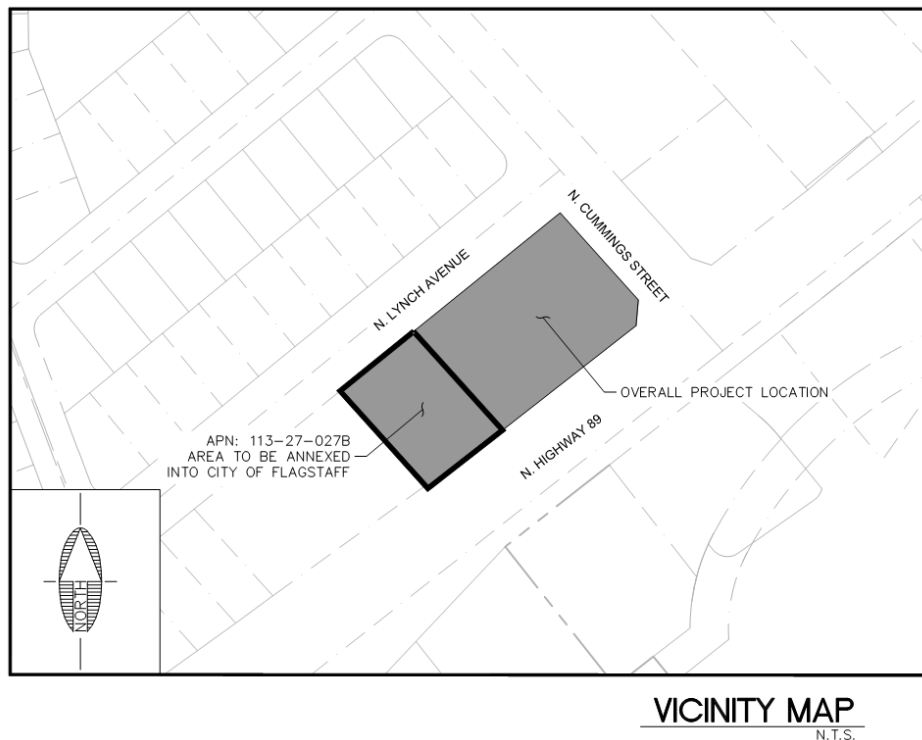 N. CUMMINGS STREET
N. LYNCH AVENUE
OVERALL PROJECT LOCATION
APN: 113-27-027B
AREA TO BE ANNEXED
INTO CITY OF FLAGSTAFF
N. HIGHWAY 89
NORTH
VICINITY MAP
N.T.S.